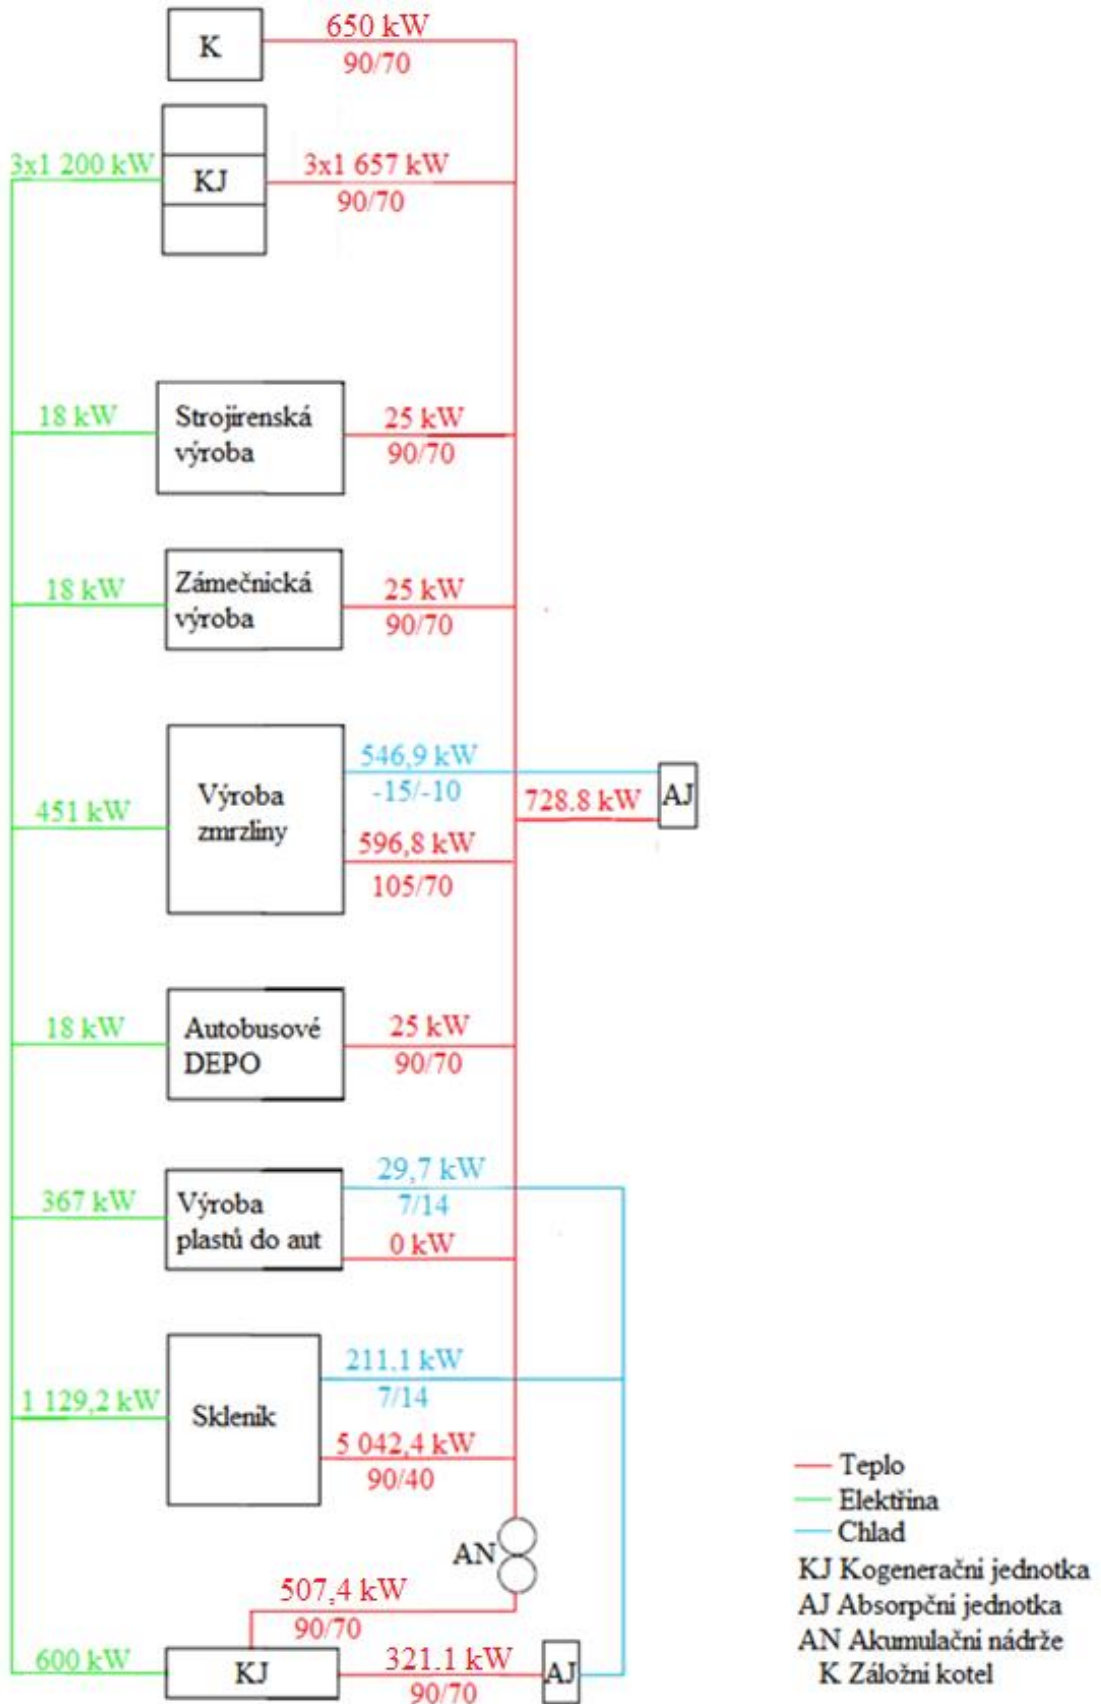 650 kW
K
90/70
3x1 200 kW
KJ
3x1 657 kW
90/70
18 kW
Strojirenská
výroba
25 kW
90/70
18 kW
Zámečnická
výroba
25 kW
90/70
546,9 kW
-15/-10
451 kW
Výroba
zmrzliny
728.8 kW
AJ
596,8 kW
105/70
18 kW
Autobusové
DEPO
25 kW
90/70
29,7 kW
7/14
367 kW
Výroba
plastů do aut
0 kW
211,1 kW
7/14
1 129,2 kW
Skleník
5 042,4 kW
90/40
AN
507,4 kW
90/70
600 kW
KJ
321.1 kW
90/70
AJ
Teplo
Elektřina
Chlad
KJ Kogenerační jednotka
AJ Absorpční jednotka
AN Akumulační nádrže
K Záložní kotel